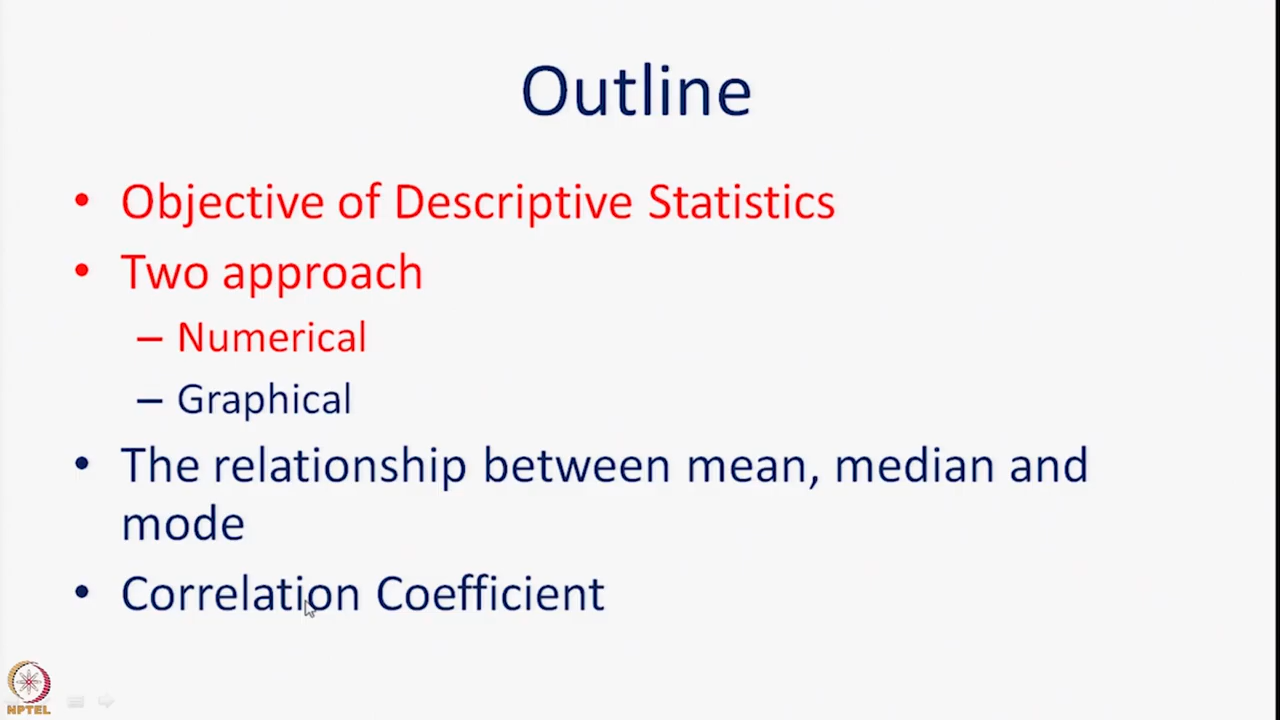 Outline
• Objective of Descriptive Statistics
• Two approach
– Numerical
– Graphical
• The relationship between mean, median and
mode
• Correlation Coefficient
NPTEL